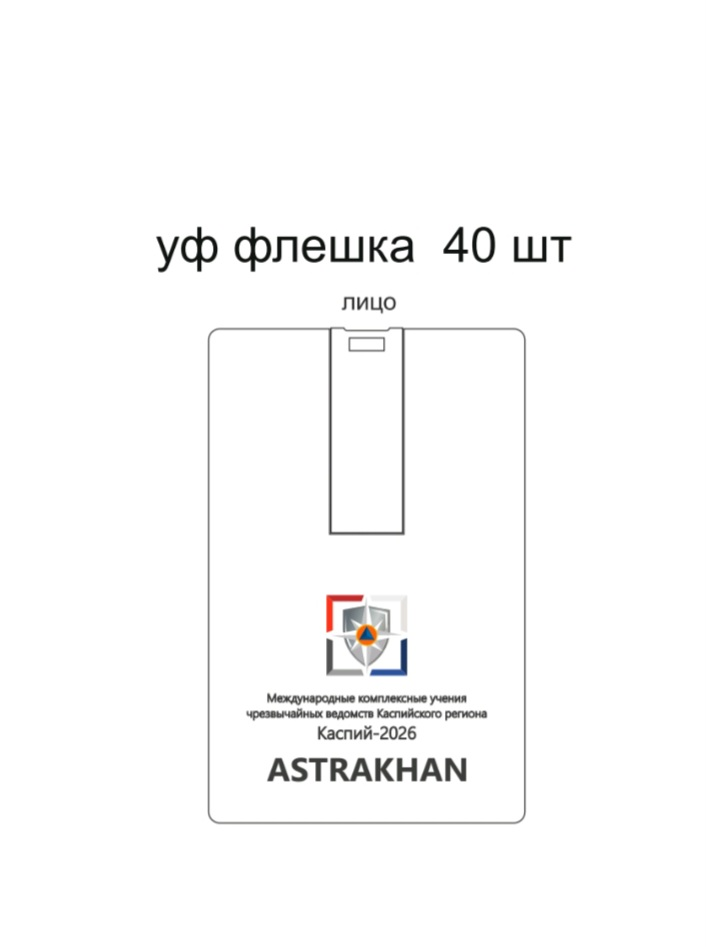 уф флешка  40 шт
лицо
Международные комплексные учения
чрезвычайных ведомств Каспийского региона
Каспий-2026
ASTRAKHAN